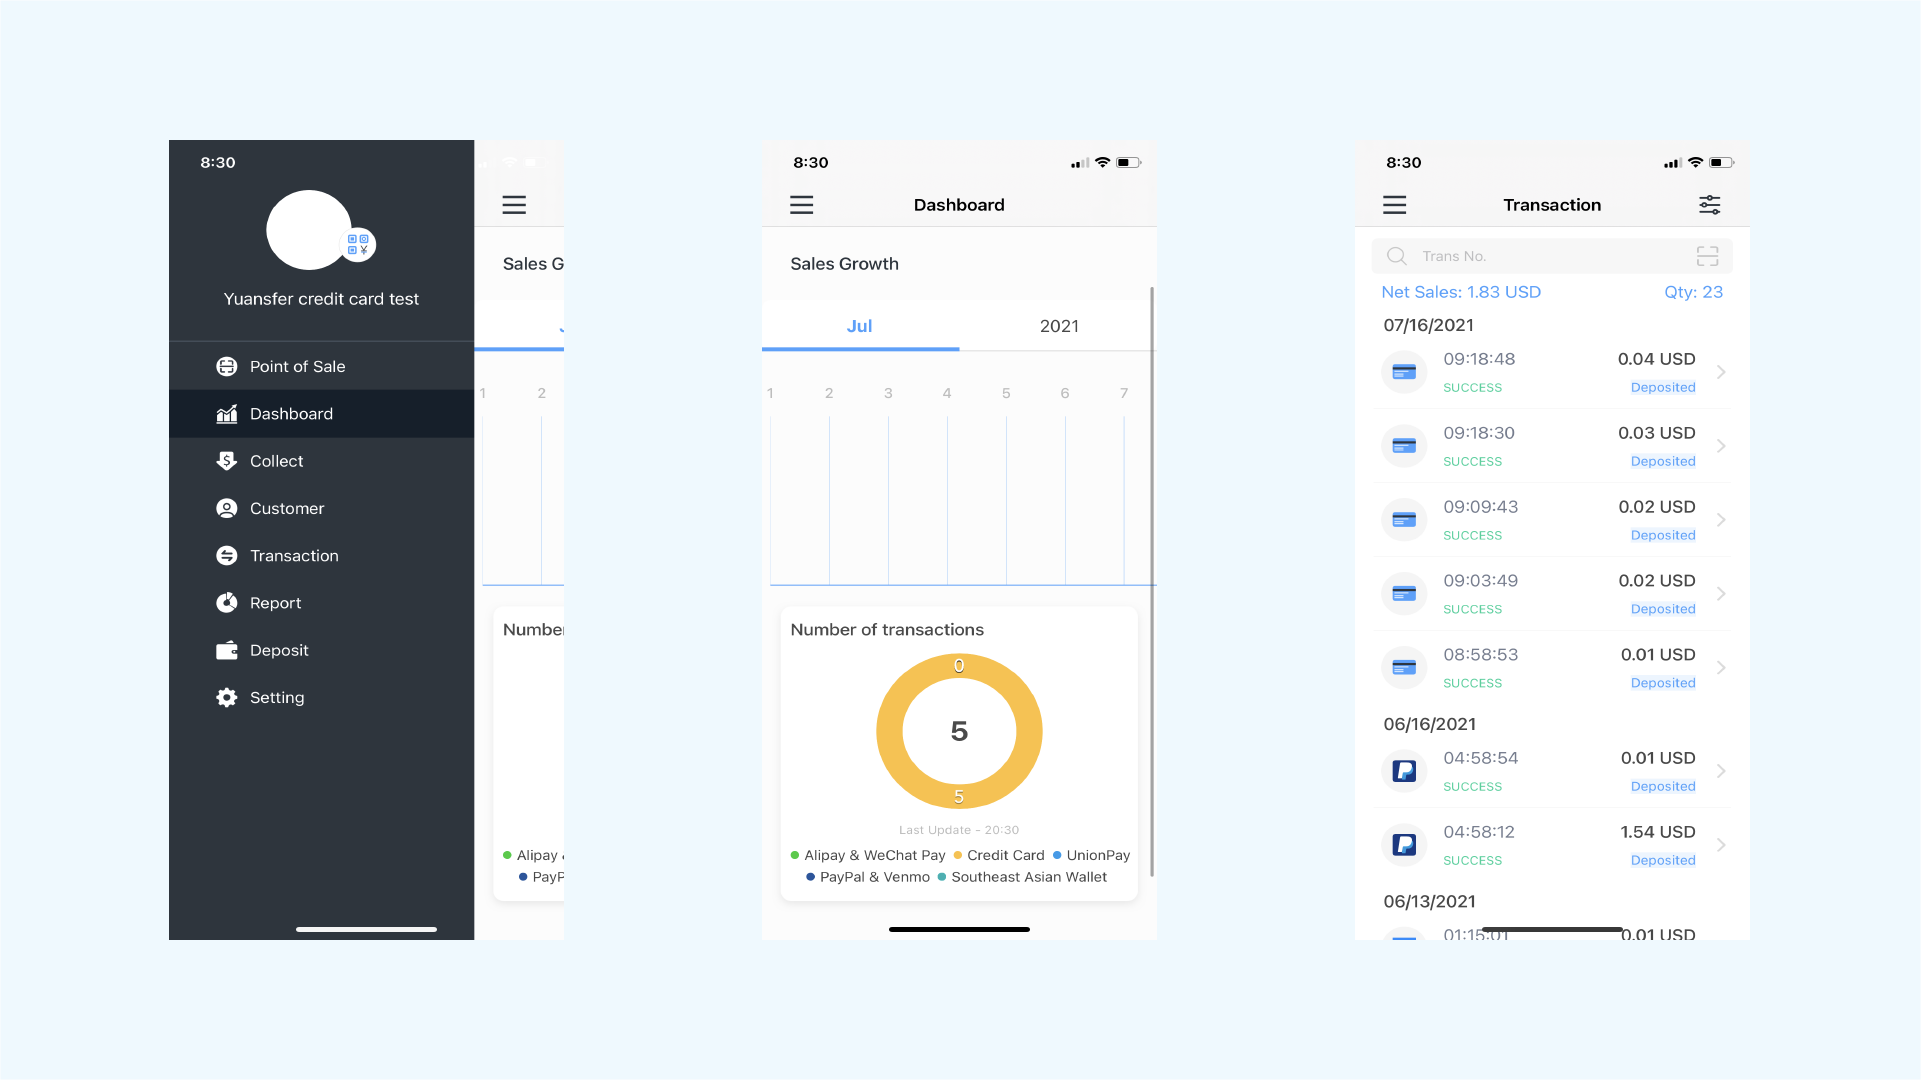 8:30
Yuansfer credit card test
Point of Sale
Dashboard
Collect
Customer
Transaction
Report
Deposit
Setting
Sales G
1 2
Number
Alipay
PayP
8:30
Dashboard
Sales Growth
Jul 2021
1 2 3 4 5 6 7
Number of transactions
0
5
5
Last Update - 20:30
Alipay & WeChat Pay Credit Card UnionPay
PayPal & Venmo Southeast Asian Wallet
8:30
Transaction
Trans No.
Net Sales: 1.83 USD Qty: 23
07/16/2021
09:18:48 0.04 USD
SUCCESS Deposited
09:18:30 0.03 USD
SUCCESS Deposited
09:09:43 0.02 USD
SUCCESS Deposited
09:03:49 0.02 USD
SUCCESS Deposited
08:58:53 0.01 USD
SUCCESS Deposited
06/16/2021
04:58:54 0.01 USD
SUCCESS Deposited
04:58:12 1.54 USD
SUCCESS Deposited
06/13/2021
01:15:01 0.01 USD